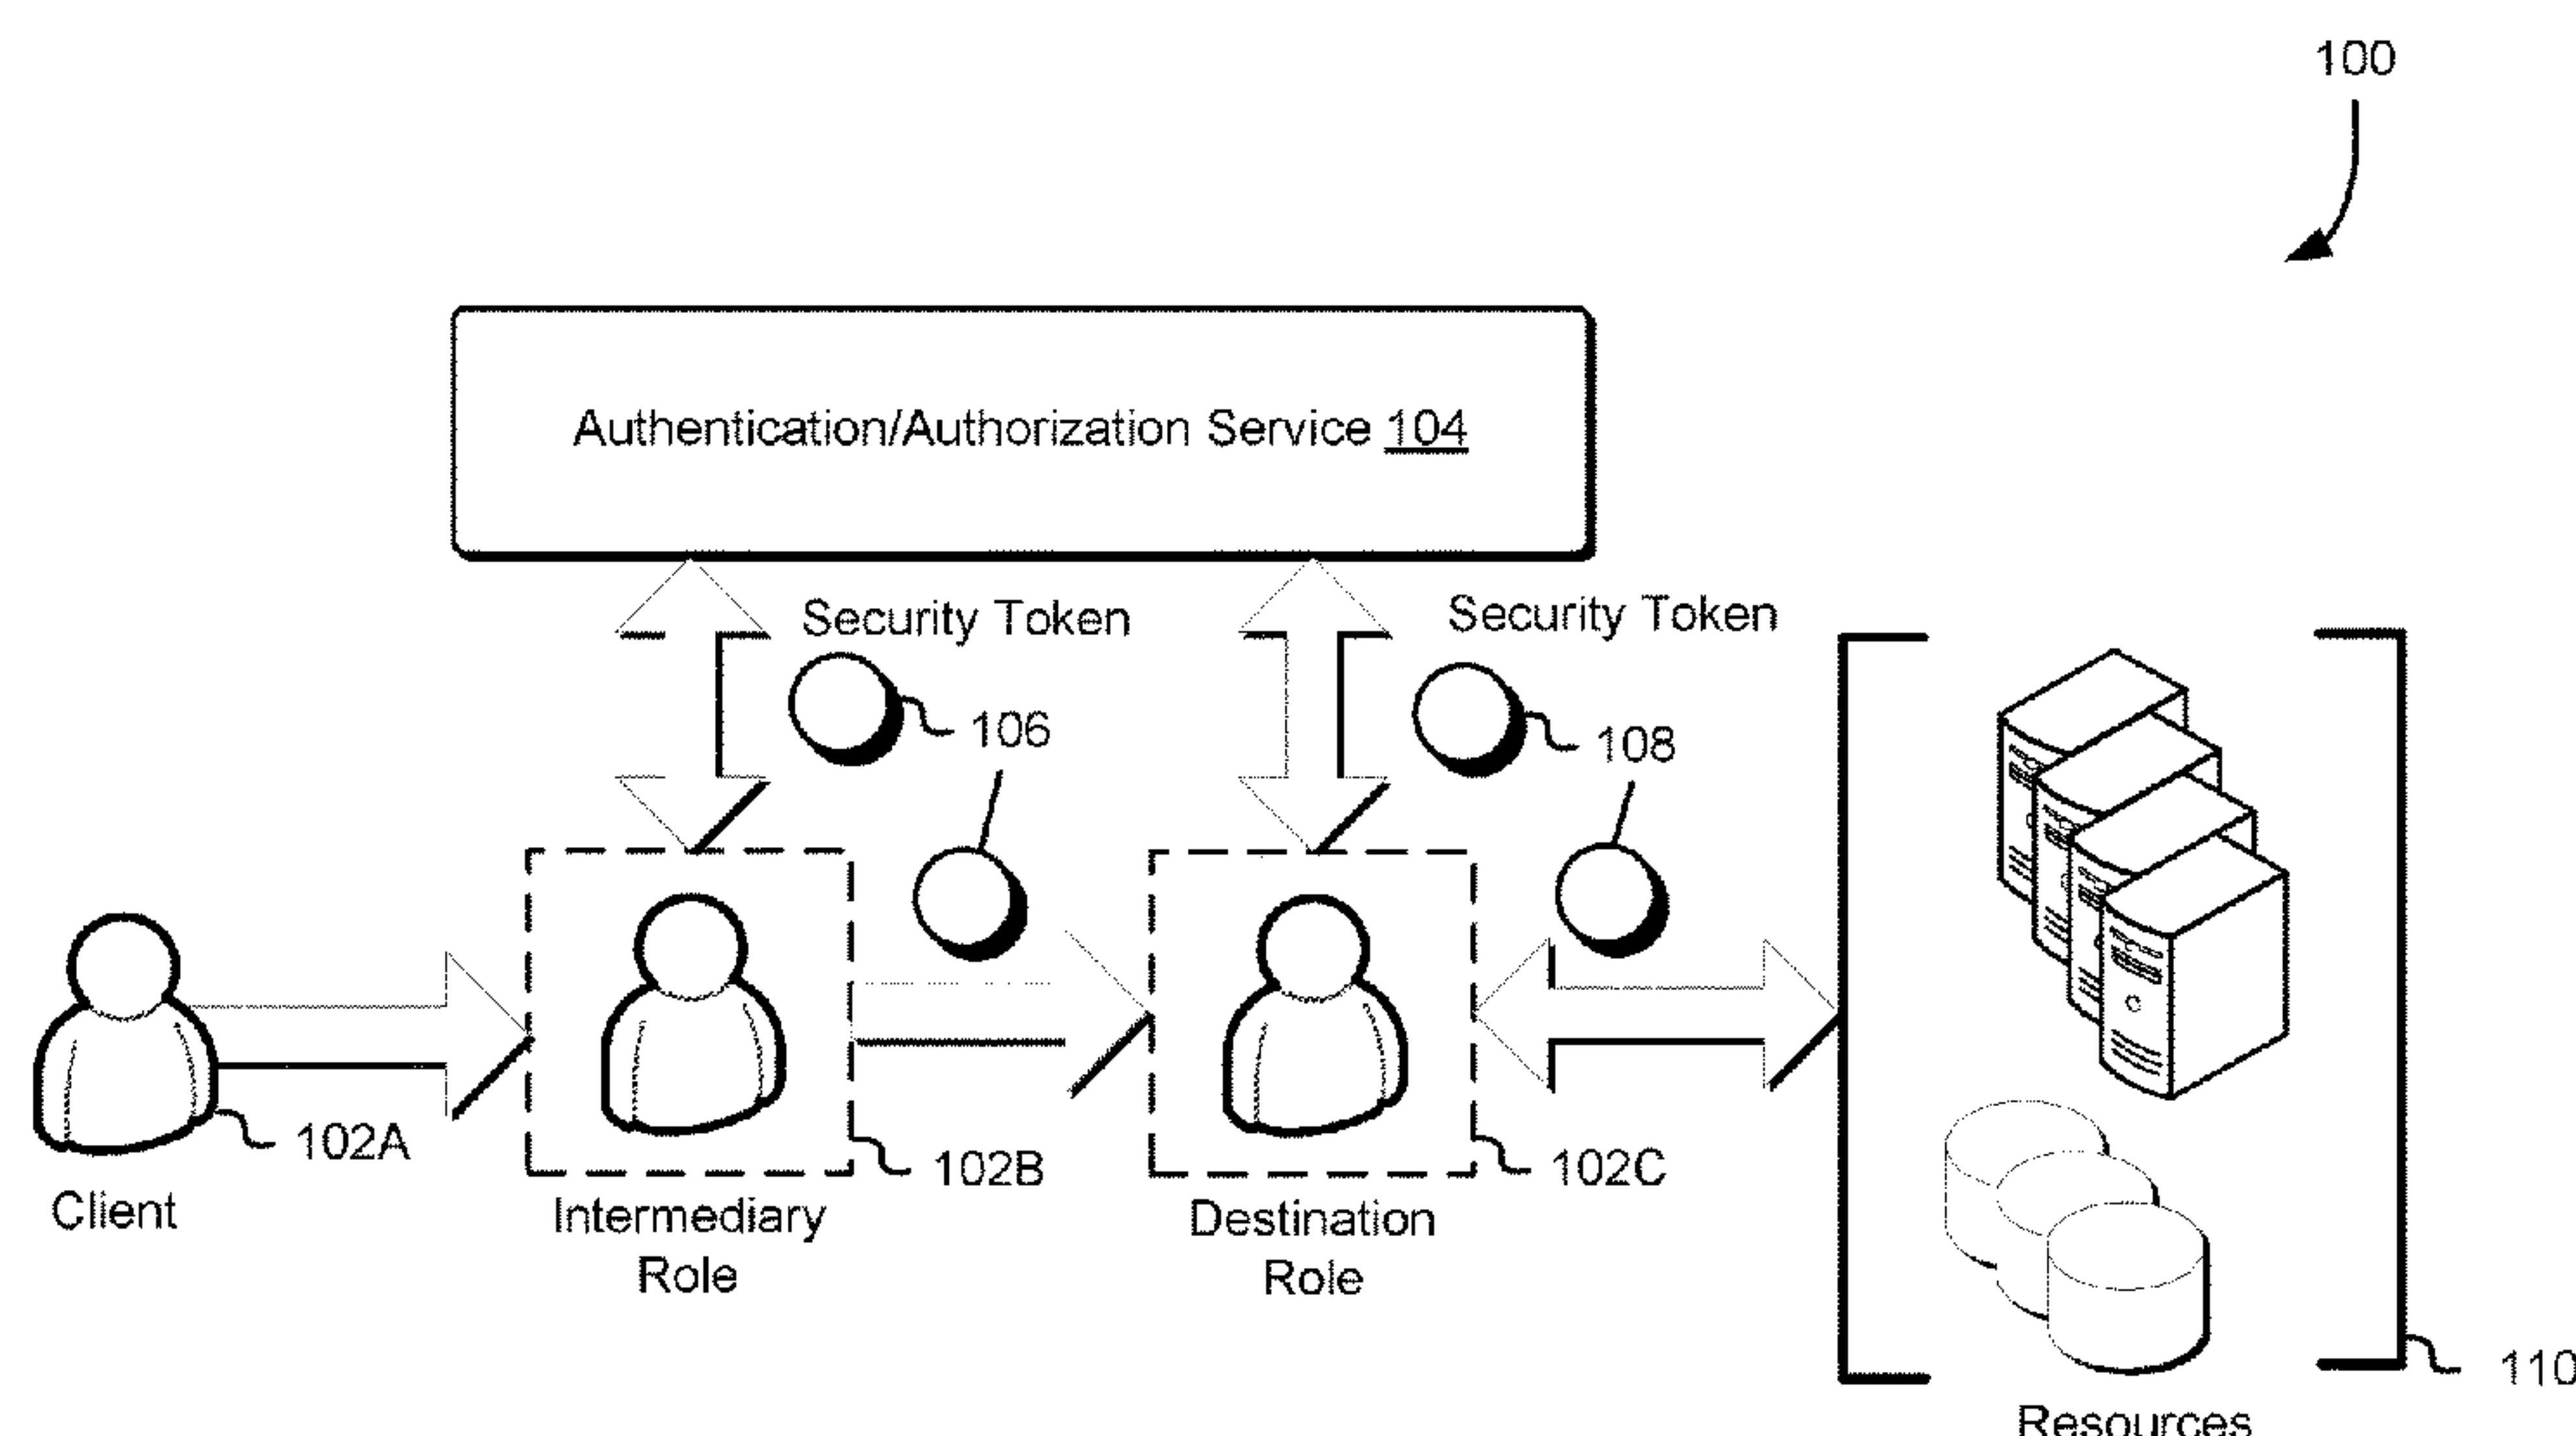 100
Authentication/Authorization Service 104
Security Token
Security Token
106
108
102A
102B
102C
Client
Intermediary
Role
Destination
Role
110
Resources